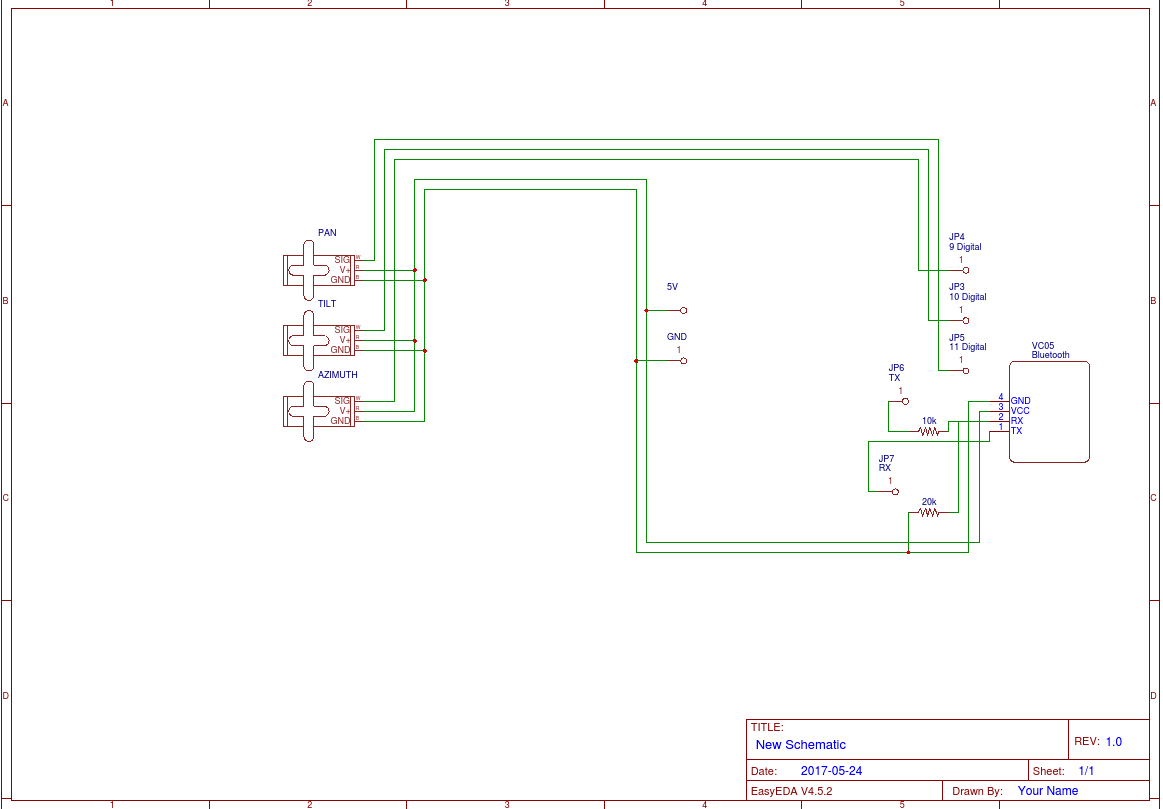 1 2 3 4 5
A A
PAN
SIG W
V+ R
GND B
TILT
SIG W
V+ R
GND B
AZIMUTH
SIG W
V+ R
GND B
5V
GND
1
JP4
9 Digital
1
JP3
10 Digital
1
JP5
11 Digital
1
B B
JP6
TX
1
10k
JP7
RX
1
20k
VC05
Bluetooth
4 GND
3 VCC
2 RX
1 TX
C C
D D
TITLE:
New Schematic
REV: 1.0
Date: 2017-05-24
Sheet: 1/1
EasyEDA V4.5.2
Drawn By: Your Name
1 2 3 4 5